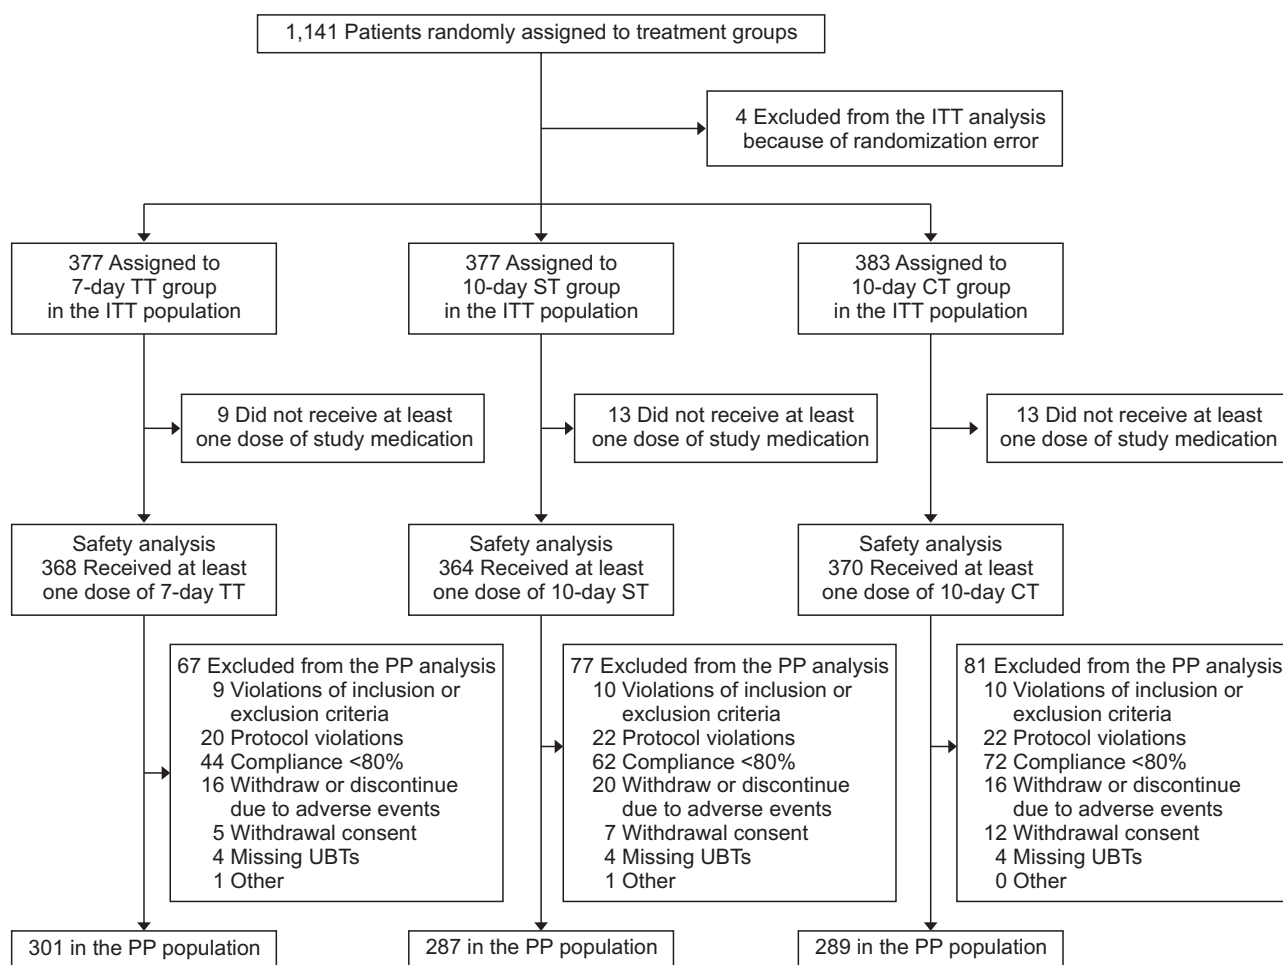 1,141 Patients randomly assigned to treatment groups
4 Excluded from the ITT analysis
because of randomization error
377 Assigned to
7-day TT group
in the ITT population
377 Assigned to
10-day ST group
in the ITT population
383 Assigned to
10-day CT group
in the ITT population
9 Did not receive at least
one dose of study medication
13 Did not receive at least
one dose of study medication
13 Did not receive at least
one dose of study medication
Safety analysis
368 Received at least
one dose of 7-day TT
Safety analysis
364 Received at least
one dose of 10-day ST
Safety analysis
370 Received at least
one dose of 10-day CT
67 Excluded from the PP analysis
9 Violations of inclusion or
exclusion criteria
20 Protocol violations
44 Compliance <80%
16 Withdraw or discontinue
due to adverse events
5 Withdrawal consent
4 Missing UBTs
1 Other
77 Excluded from the PP analysis
10 Violations of inclusion or
exclusion criteria
22 Protocol violations
62 Compliance <80%
20 Withdraw or discontinue
due to adverse events
7 Withdrawal consent
4 Missing UBTs
1 Other
81 Excluded from the PP analysis
10 Violations of inclusion or
exclusion criteria
22 Protocol violations
72 Compliance <80%
16 Withdraw or discontinue
due to adverse events
12 Withdrawal consent
4 Missing UBTs
0 Other
301 in the PP population
287 in the PP population
289 in the PP population